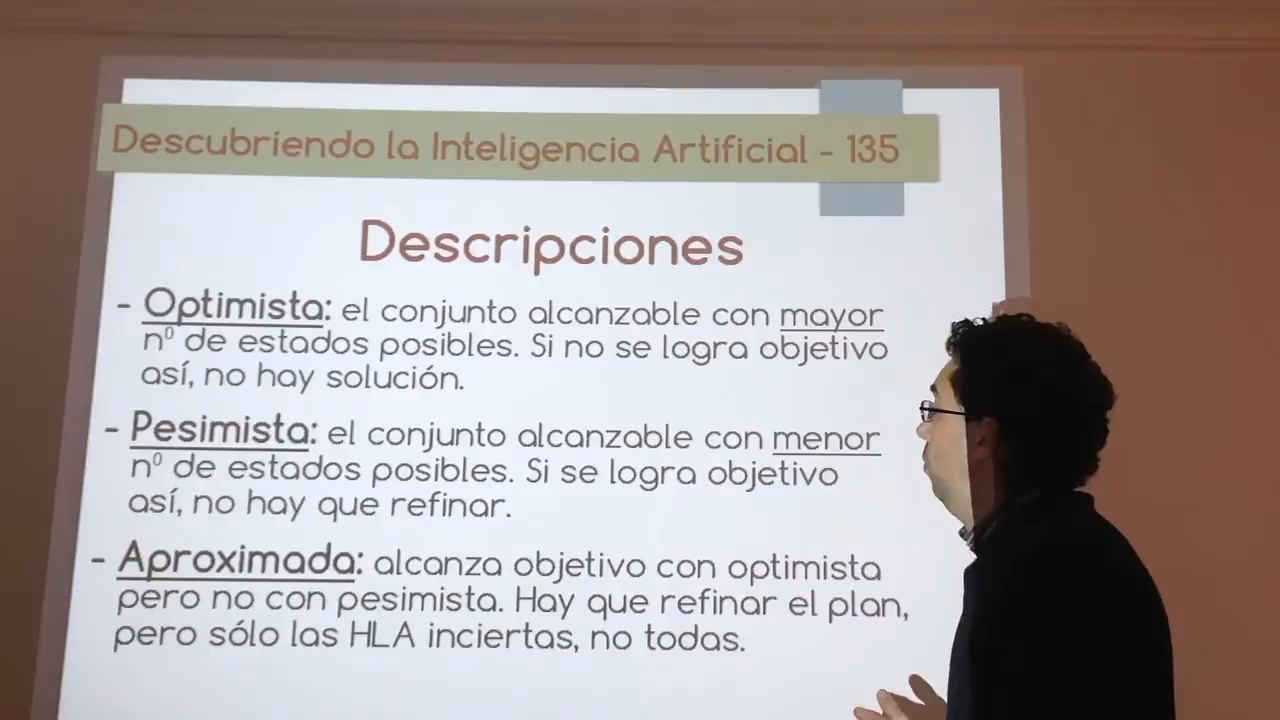 Descubriendo la Inteligencia Artificial - 135
Descripciones
- Optimista: el conjunto alcanzable con mayor
nº de estados posibles. Si no se logra objetivo
así, no hay solución.
- Pesimista: el conjunto alcanzable con menor
nº de estados posibles. Si se logra objetivo
así, no hay que refinar.
- Aproximada: alcanza objetivo con optimista
pero no con pesimista. Hay que refinar el plan,
pero sólo las HLA inciertas, no todas.